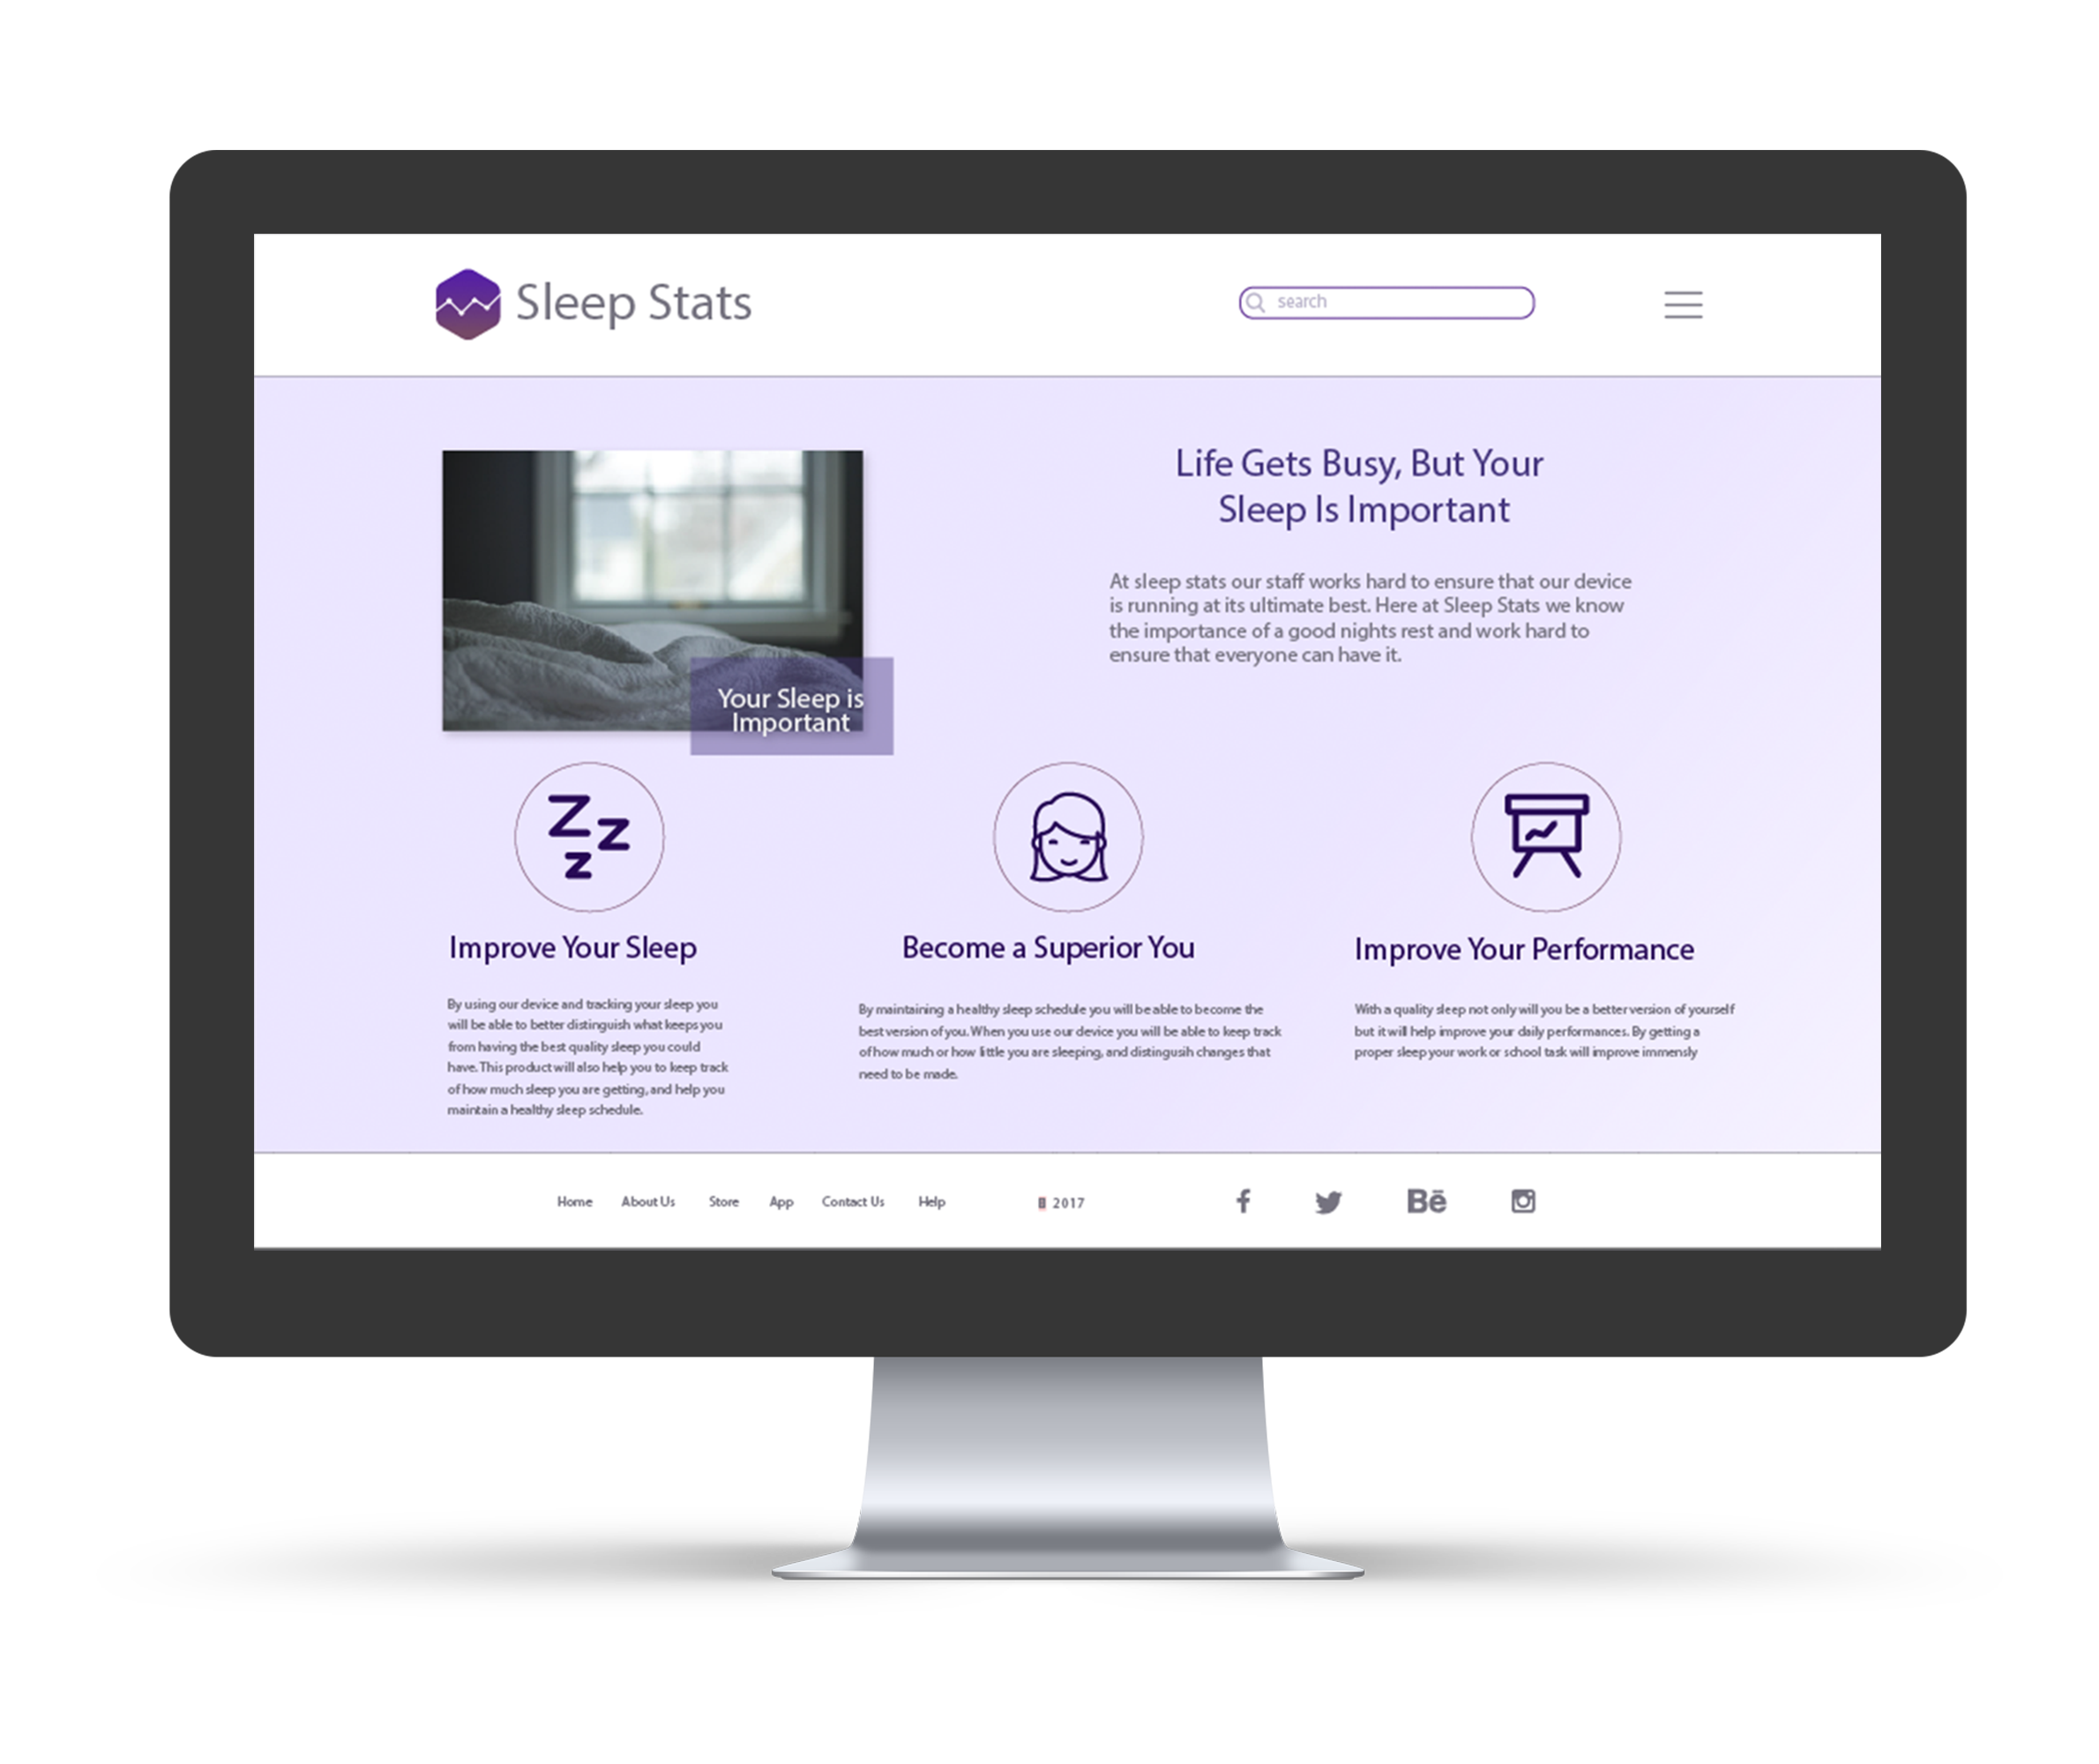 Sleep Stats
search
Life Gets Busy, But Your
Sleep Is Important
At sleep stats our staff works hard to ensure that our device
is running at its ultimate best. Here at Sleep Stats we know
the importance of a good nights rest and work hard to
ensure that everyone can have it.
Your Sleep is
Important
Improve Your Sleep
By using our device and tracking your sleep you
will be able to better distinguish what keeps you
from having the best quality sleep you could
have. This product will also help you to keep track
of how much sleep you are getting, and help you
maintain a healthy sleep schedule.
Become a Superior You
By maintaining a healthy sleep schedule you will be able to become the
best version of you. When you use our device you will be able to keep track
of how much or how little you are sleeping, and distingusih changes that
need to be made.
Improve Your Performance
With a quality sleep not only will you be a better version of yourself
but it will help improve your daily performances. By getting a
proper sleep your work or school task will improve immensly
Home About Us Store App Contact Us Help 2017 Bē